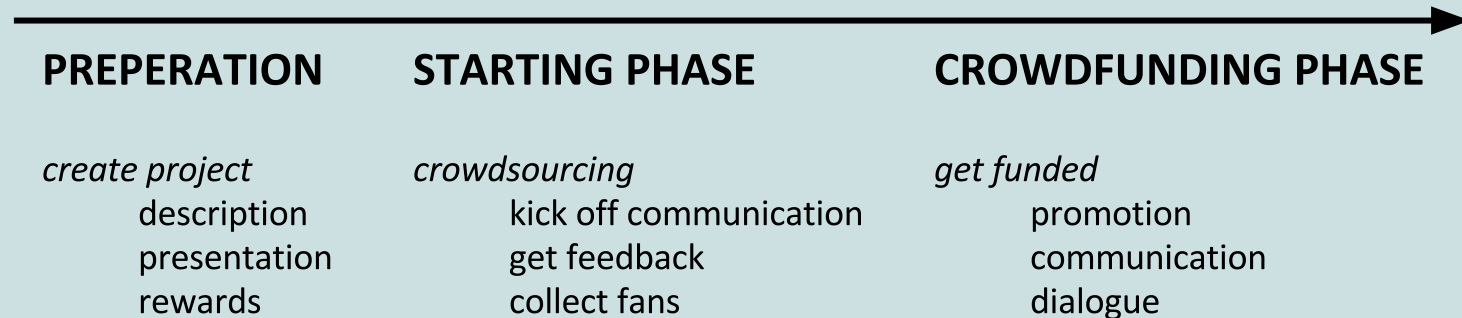 PREPERATION
create project
description
presentation
rewards
STARTING PHASE
crowdsourcing
kick off communication
get feedback
collect fans
CROWDFUNDING PHASE
get funded
promotion
communication
dialogue